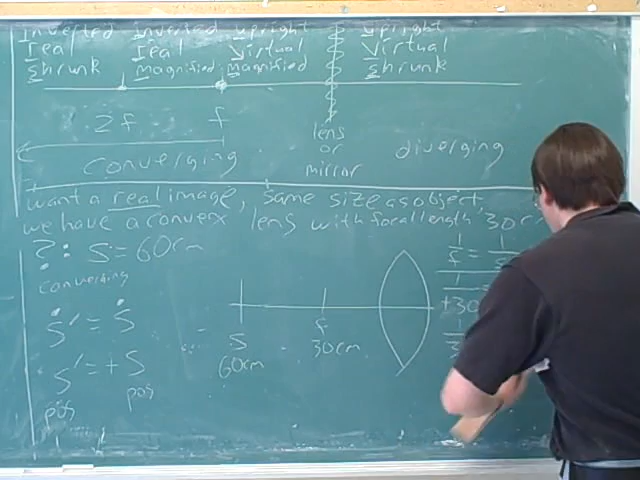 Inverted inverted upright upright
real real Virtual Virtual
Shrunk magnified magnified Shrunk
2f f
lens
or
mirror
converging diverging
want a real image, same size as object,
we have a convex lens with focal length 30
?: S = 60cm
converging
S' = S
S' = + S
pos pos
S f
60cm 30cm
1/f = 1/
1/+30 =